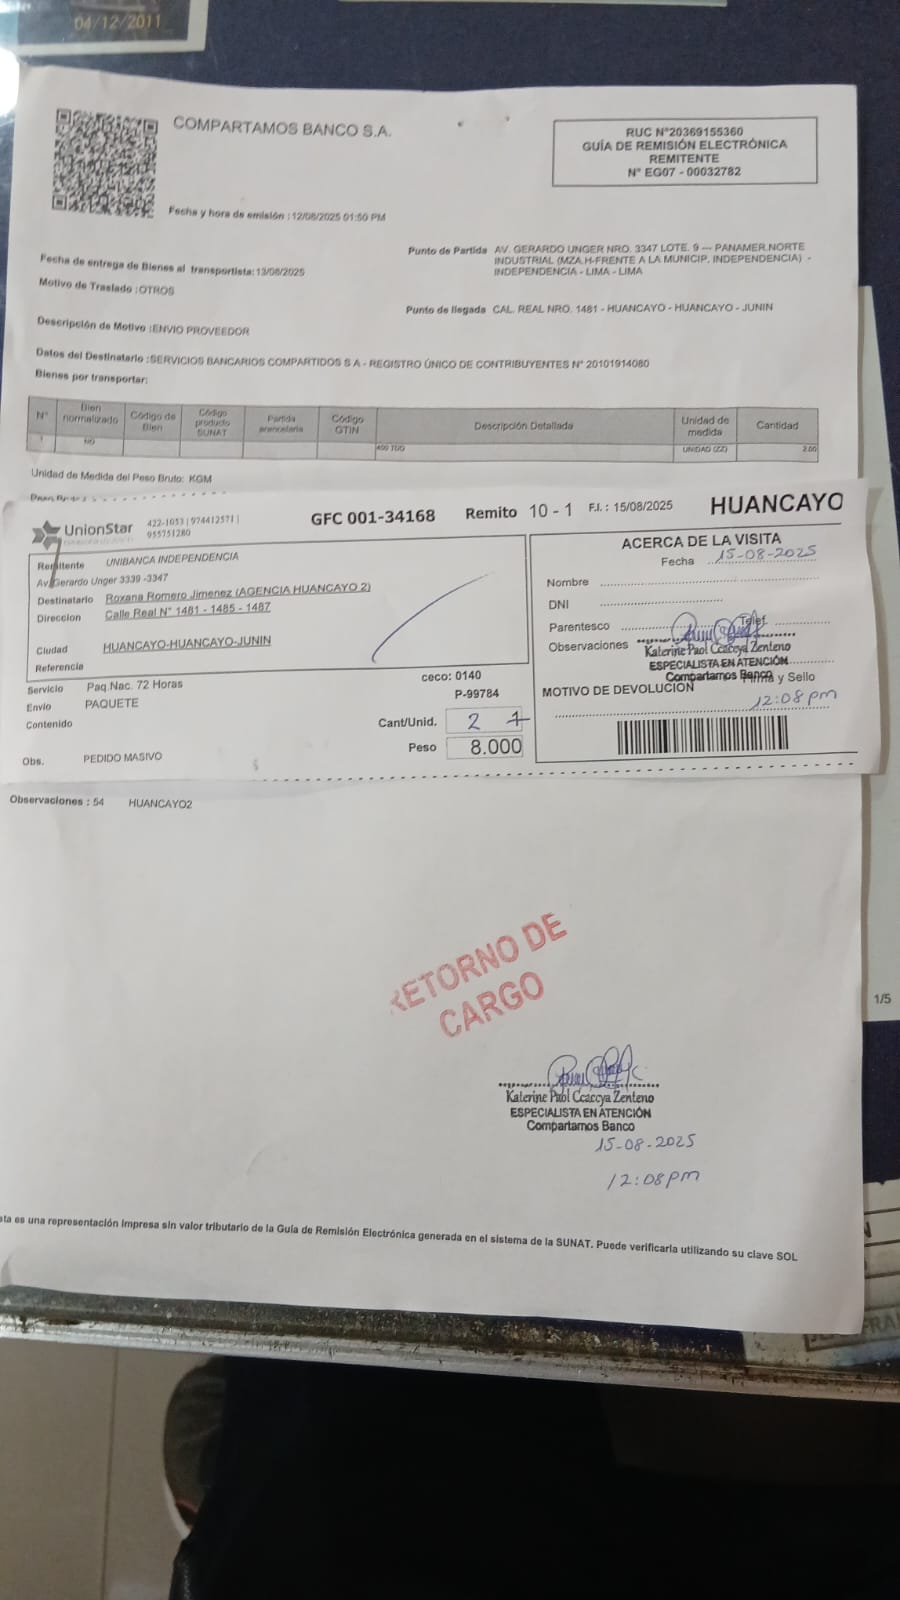 04/12/2011
COMPARTAMOS BANCO S.A.
RUC N°20369155360
GUÍA DE REMISIÓN ELECTRÓNICA
REMITENTE
N° EG07 - 00032782
Fecha y hora de emisión : 12/08/2025 01:50 PM
Fecha de entrega de Bienes al transportista: 13/08/2025
Motivo de Traslado : OTROS
Punto de Partida AV. GERARDO UNGER NRO. 3347 LOTE. 9 --- PANAMER.NORTE
INDUSTRIAL (MZA.H-FRENTE A LA MUNICIP. INDEPENDENCIA) -
INDEPENDENCIA - LIMA - LIMA
Punto de llegada CAL. REAL NRO. 1481 - HUANCAYO - HUANCAYO - JUNIN
Descripción de Motivo : ENVIO PROVEEDOR
Datos del Destinatario : SERVICIOS BANCARIOS COMPARTIDOS S A - REGISTRO ÚNICO DE CONTRIBUYENTES N° 20101914080
Bienes por transportar:
N° Bien normalizado Código de Bien Código producto SUNAT Partida arancelaria Código GTIN Descripción Detallada Unidad de medida Cantidad
1 NO UNIDAD (ZZ) 2.00
Unidad de Medida del Peso Bruto: KGM
UnionStar
422-1053 | 974412571 |
955751280
GFC 001-34168 Remito 10 - 1 F.I. : 15/08/2025 HUANCAYO
Remitente UNIBANCA INDEPENDENCIA
Av. Gerardo Unger 3339 -3347
Destinatario Roxana Romero Jimenez (AGENCIA HUANCAYO 2)
Direccion Calle Real N° 1481 - 1485 - 1487
Ciudad HUANCAYO-HUANCAYO-JUNIN
Referencia
Servicio Paq.Nac. 72 Horas
Envio PAQUETE
Contenido
Obs. PEDIDO MASIVO
ceco: 0140
P-99784
Cant/Unid. 2 1
Peso 8.000
ACERCA DE LA VISITA
Fecha 15-08-2025
Nombre
DNI
Parentesco Telef.
Observaciones
Katerine Paol Ccaccya Zenteno
ESPECIALISTA EN ATENCIÓN
Compartamos Banco
Firma y Sello
MOTIVO DE DEVOLUCION
12:08pm
Observaciones : 54 HUANCAYO2
RETORNO DE
CARGO
Katerine Paol Ccaccya Zenteno
ESPECIALISTA EN ATENCIÓN
Compartamos Banco
15-08-2025
12:08pm
1/5
sta es una representación impresa sin valor tributario de la Guía de Remisión Electrónica generada en el sistema de la SUNAT. Puede verificarla utilizando su clave SOL